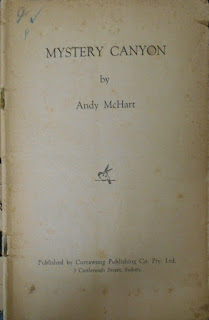 MYSTERY CANYON
by
Andy McHart
Published by Currawong Publishing Co. Pty. Ltd.
3 Castlereagh Street, Sydney.